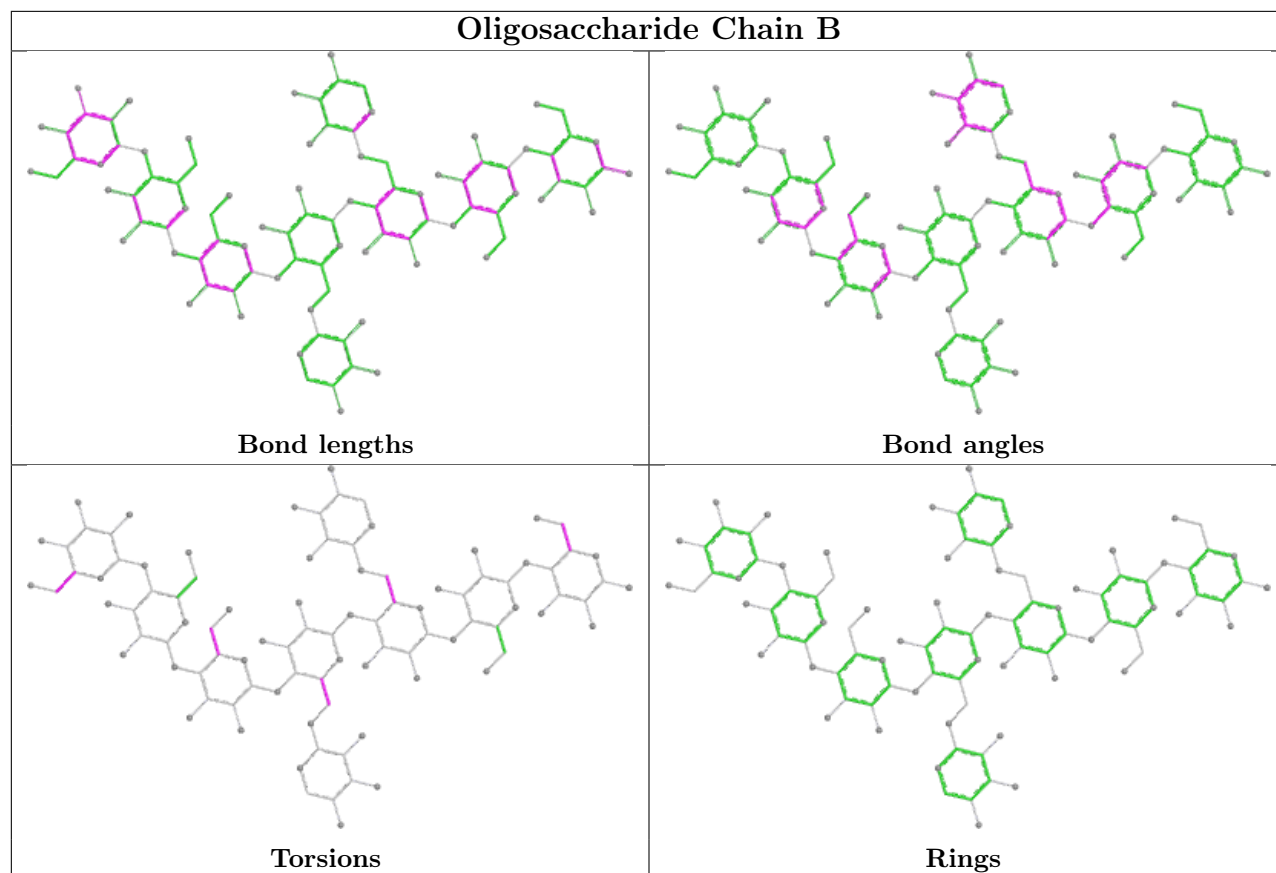 Oligosaccharide Chain B
Bond lengths
Bond angles
Torsions
Rings